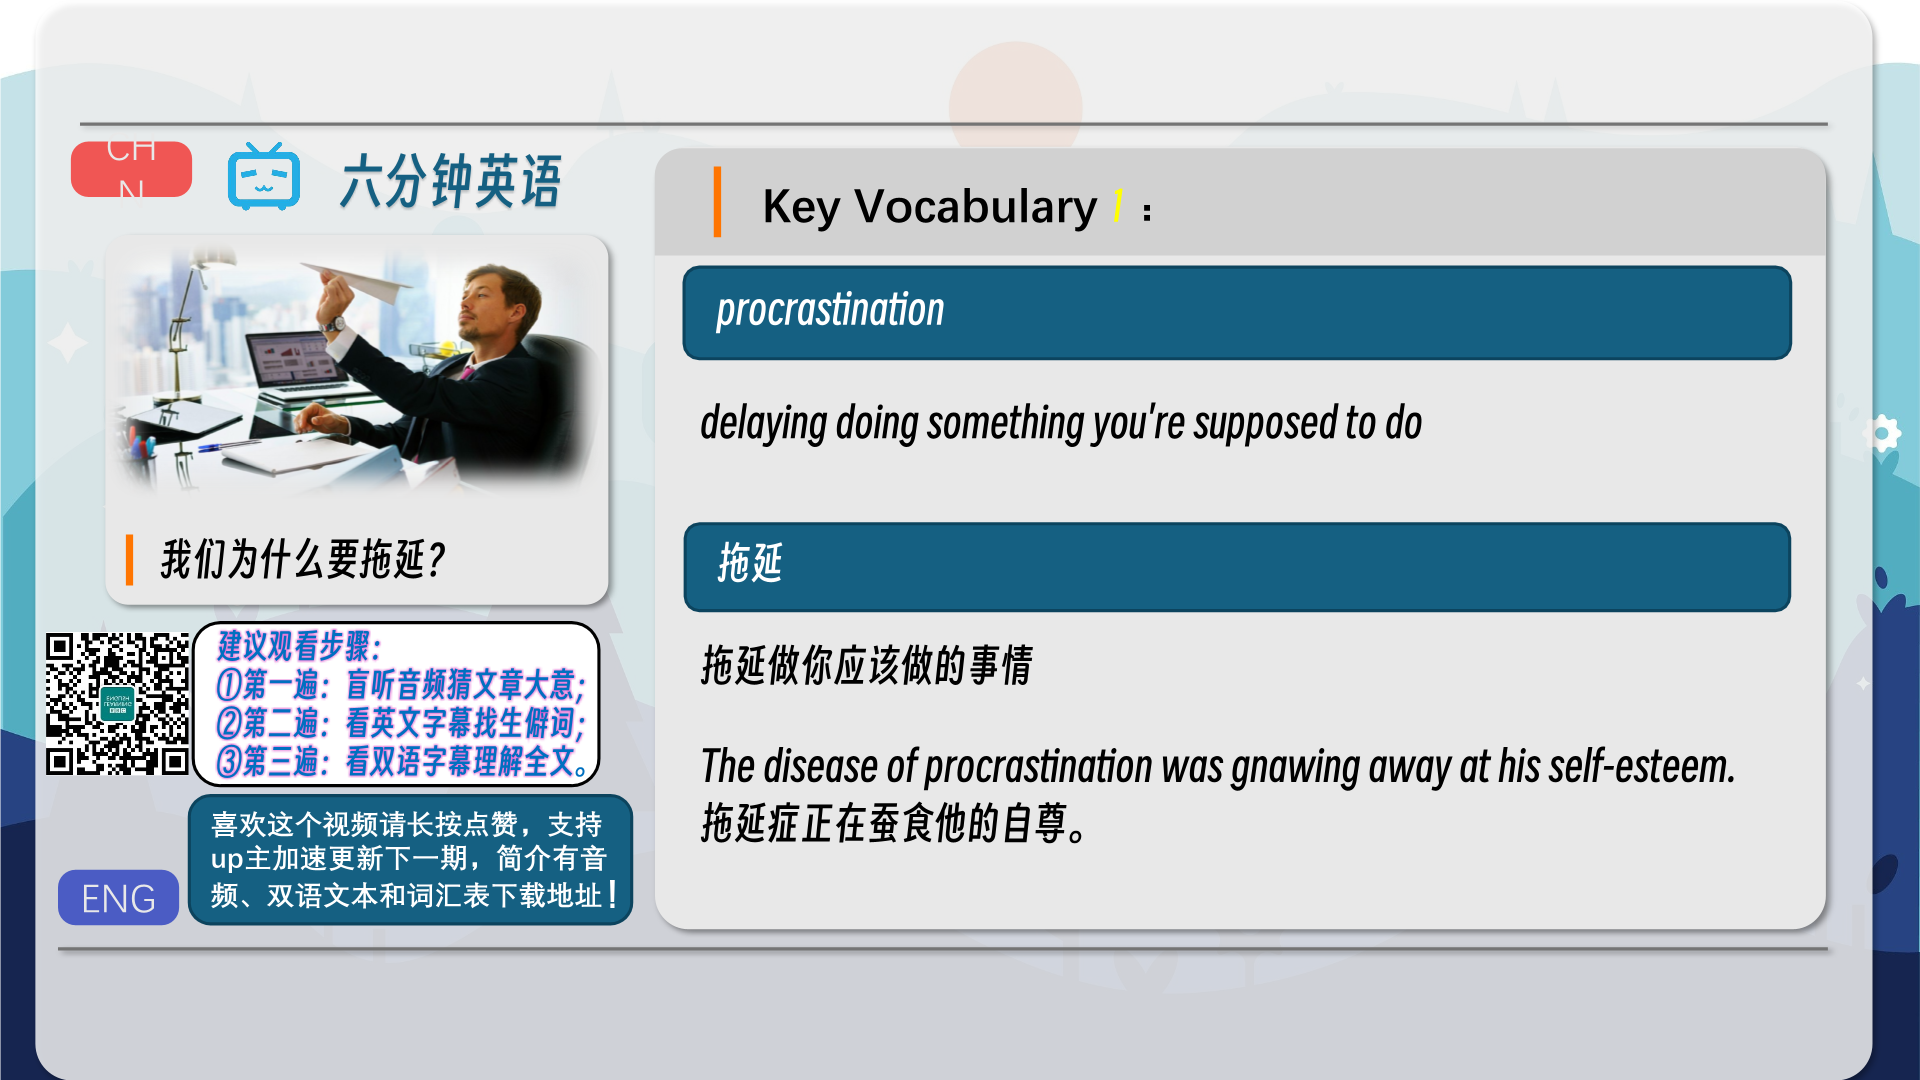 CH
N
六分钟英语
我们为什么要拖延?
建议观看步骤:
①第一遍：盲听音频猜文章大意;
②第二遍：看英文字幕找生僻词;
③第三遍：看双语字幕理解全文。
喜欢这个视频请长按点赞，支持
up主加速更新下一期，简介有音
频、双语文本和词汇表下载地址！
ENG
Key Vocabulary 1：
procrastination
delaying doing something you're supposed to do
拖延
拖延做你应该做的事情
The disease of procrastination was gnawing away at his self-esteem.
拖延症正在蚕食他的自尊。